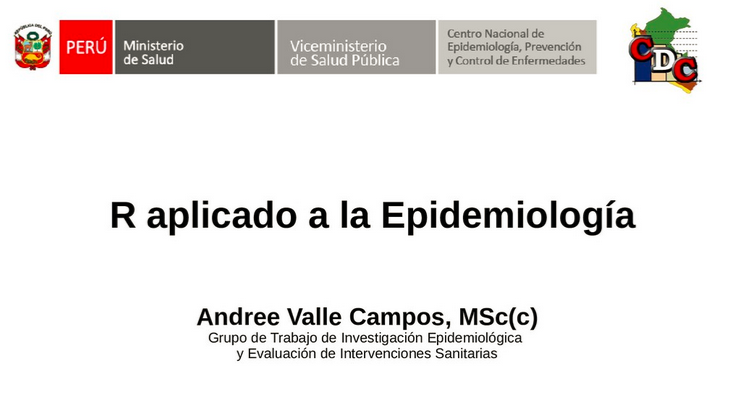 REPÚBLICA DEL PERÚ
PERÚ
Ministerio
de Salud
Viceministerio
de Salud Pública
Centro Nacional de
Epidemiología, Prevención
y Control de Enfermedades
CDC
R aplicado a la Epidemiología
Andree Valle Campos, MSc(c)
Grupo de Trabajo de Investigación Epidemiológica
y Evaluación de Intervenciones Sanitarias